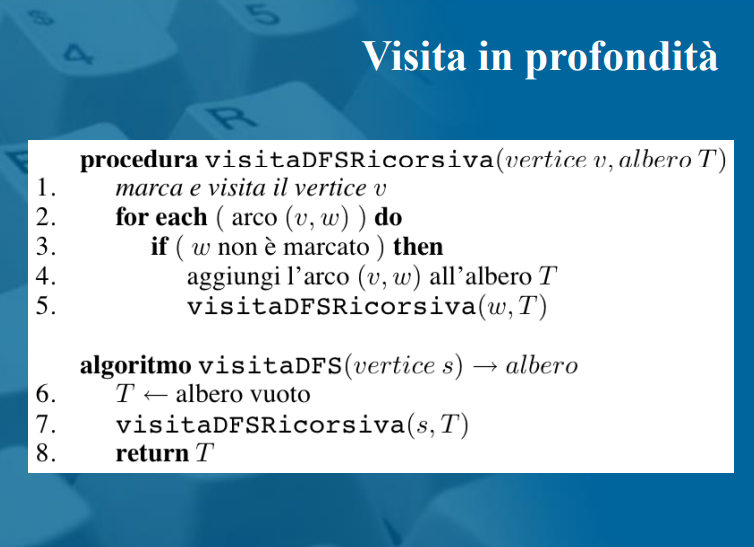 Visita in profondità
procedura visitaDFSRicorsiva(vertice v, albero T)
1. marca e visita il vertice v
2. for each ( arco (v, w) ) do
3. if ( w non è marcato ) then
4. aggiungi l'arco (v, w) all'albero T
5. visitaDFSRicorsiva(w, T)
algoritmo visitaDFS(vertice s) → albero
6. T ← albero vuoto
7. visitaDFSRicorsiva(s, T)
8. return T